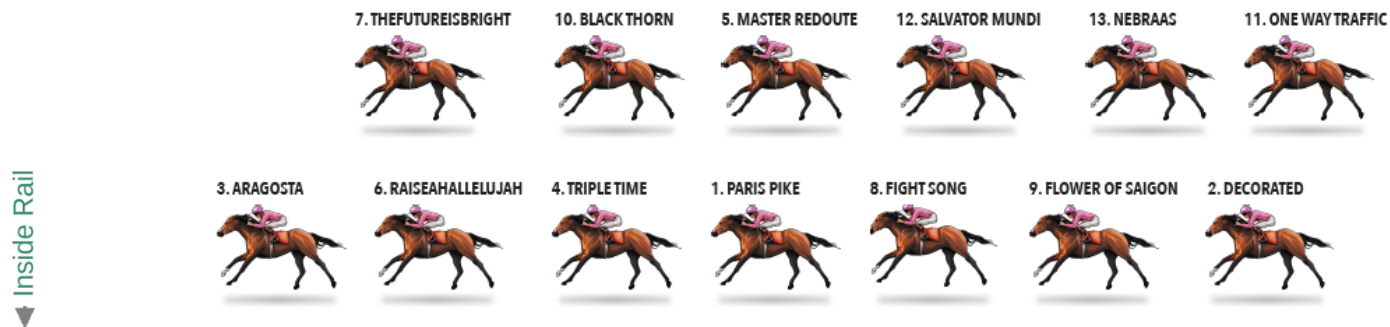 7. THEFUTUREISBRIGHT 10. BLACK THORN 5. MASTER REDOUTE 12. SALVATOR MUNDI 13. NEBRAAS 11. ONE WAY TRAFFIC
3. ARAGOSTA 6. RAISEAHALLELUJAH 4. TRIPLE TIME 1. PARIS PIKE 8. FIGHT SONG 9. FLOWER OF SAIGON 2. DECORATED
Inside Rail